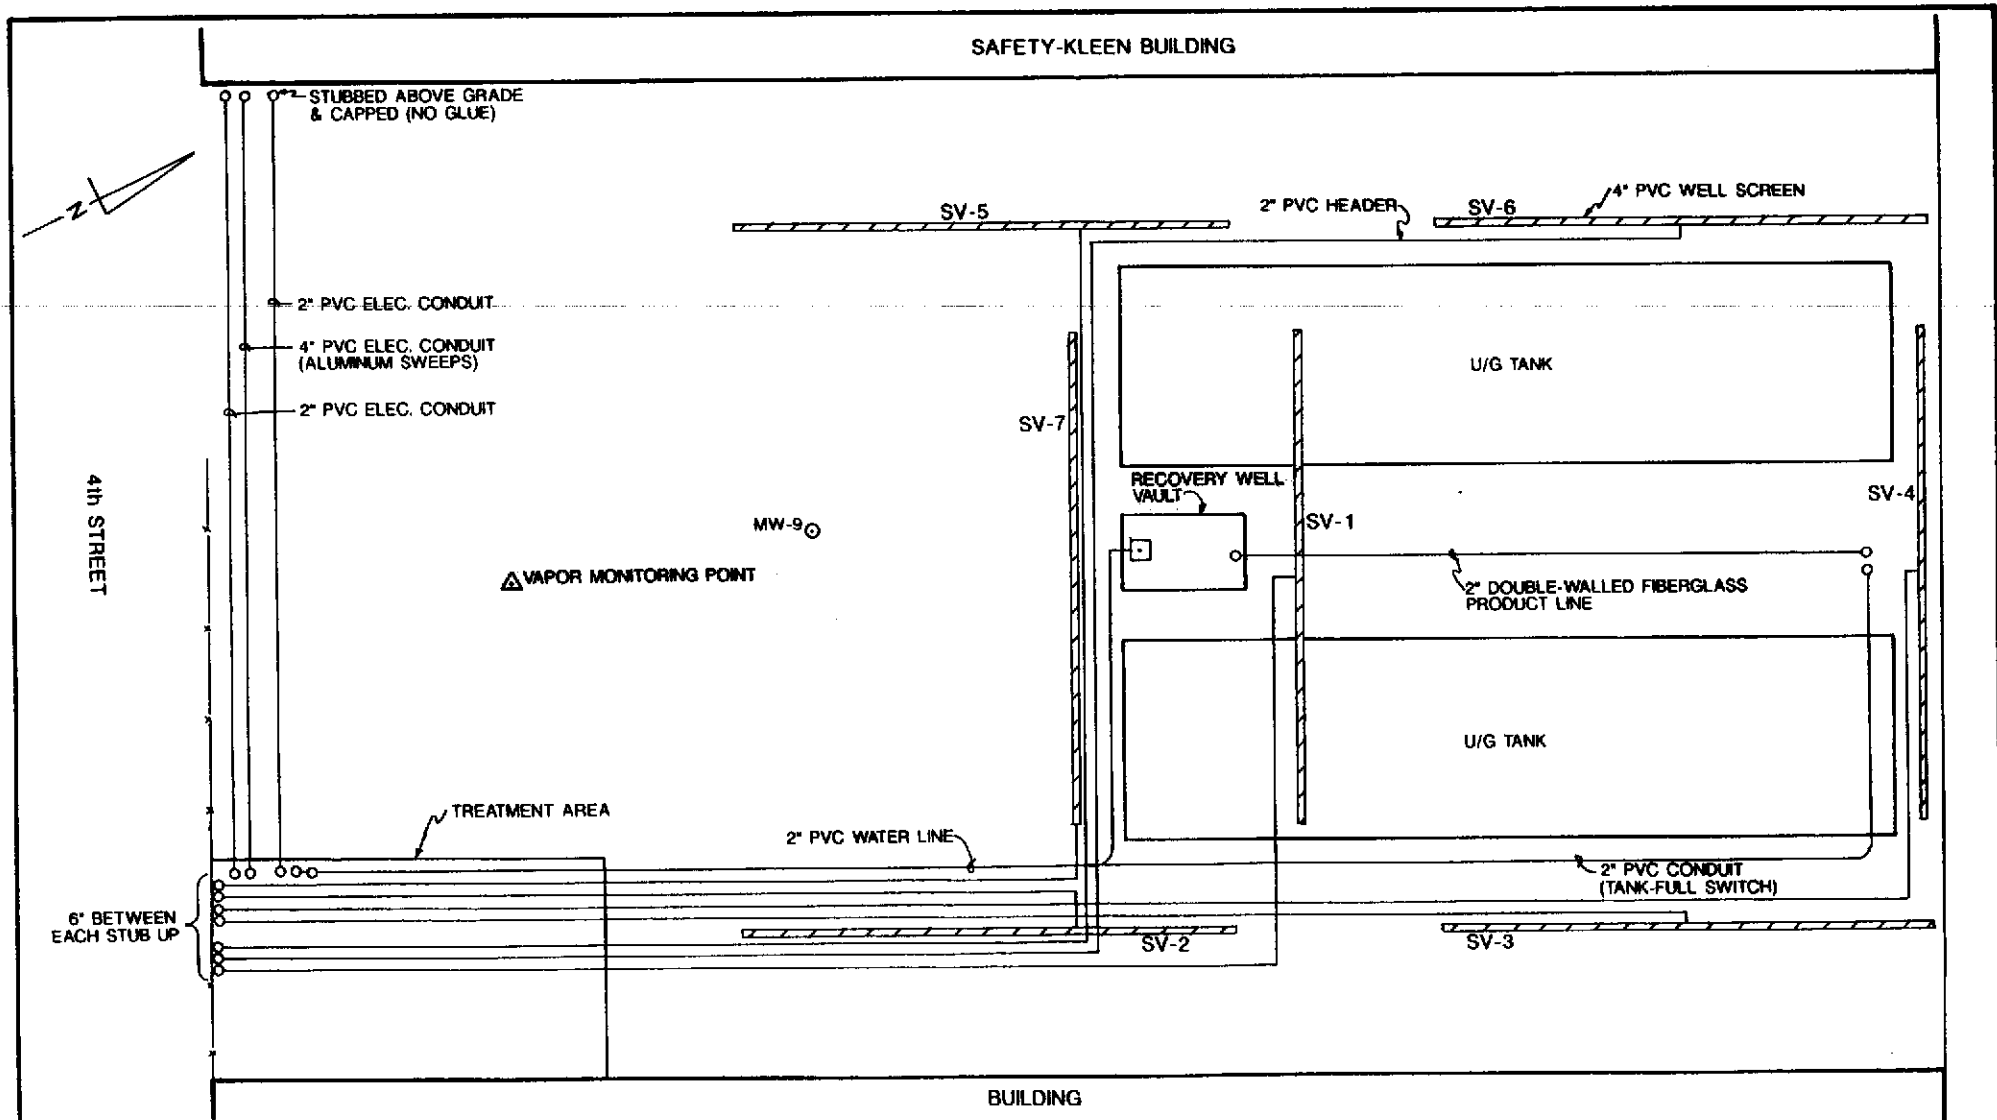 SAFETY-KLEEN BUILDING
STUBBED ABOVE GRADE
& CAPPED (NO GLUE)
N
SV-5
2" PVC HEADER
SV-6
4" PVC WELL SCREEN
2" PVC ELEC. CONDUIT
4" PVC ELEC. CONDUIT
(ALUMINUM SWEEPS)
2" PVC ELEC. CONDUIT
U/G TANK
SV-7
4th STREET
RECOVERY WELL
VAULT
SV-4
MW-9
SV-1
VAPOR MONITORING POINT
2" DOUBLE-WALLED FIBERGLASS
PRODUCT LINE
U/G TANK
TREATMENT AREA
2" PVC WATER LINE
2" PVC CONDUIT
(TANK-FULL SWITCH)
6" BETWEEN
EACH STUB UP
SV-2
SV-3
BUILDING